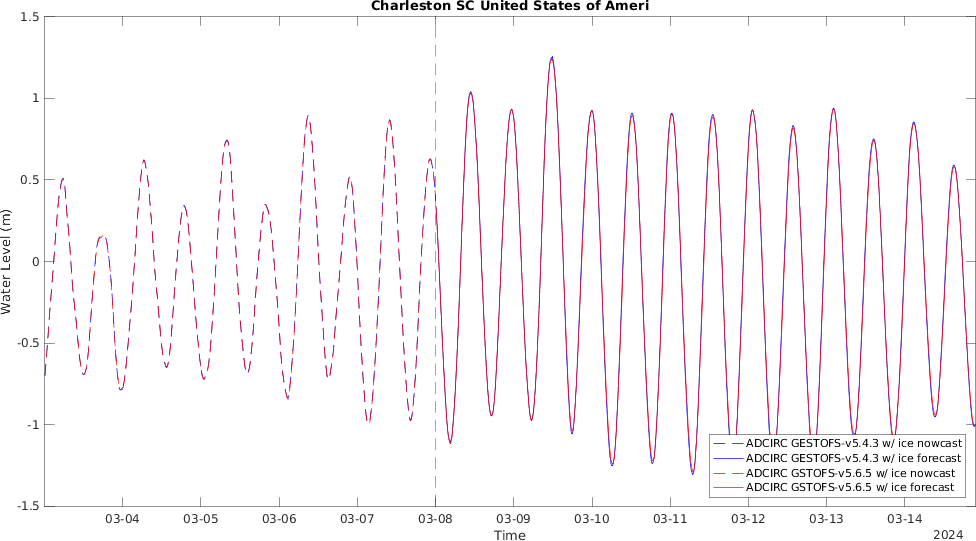 Charleston SC United States of Ameri
1.5
1
0.5
0
-0.5
-1
-1.5
Water Level (m)
ADCIRC GESTOFS-v5.4.3 w/ ice nowcast
ADCIRC GESTOFS-v5.4.3 w/ ice forecast
ADCIRC GSTOFS-v5.6.5 w/ ice nowcast
ADCIRC GSTOFS-v5.6.5 w/ ice forecast
03-04 03-05 03-06 03-07 03-08 03-09 03-10 03-11 03-12 03-13 03-14
Time
2024